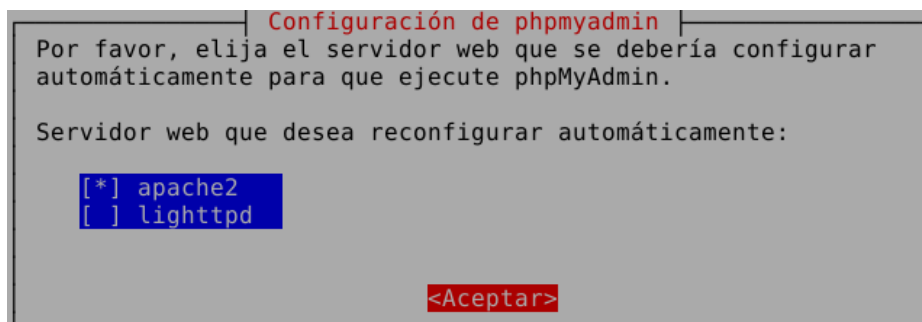 Configuración de phpmyadmin
Por favor, elija el servidor web que se debería configurar
automáticamente para que ejecute phpMyAdmin.
Servidor web que desea reconfigurar automáticamente:
[*] apache2
[ ] lighttpd
<Aceptar>